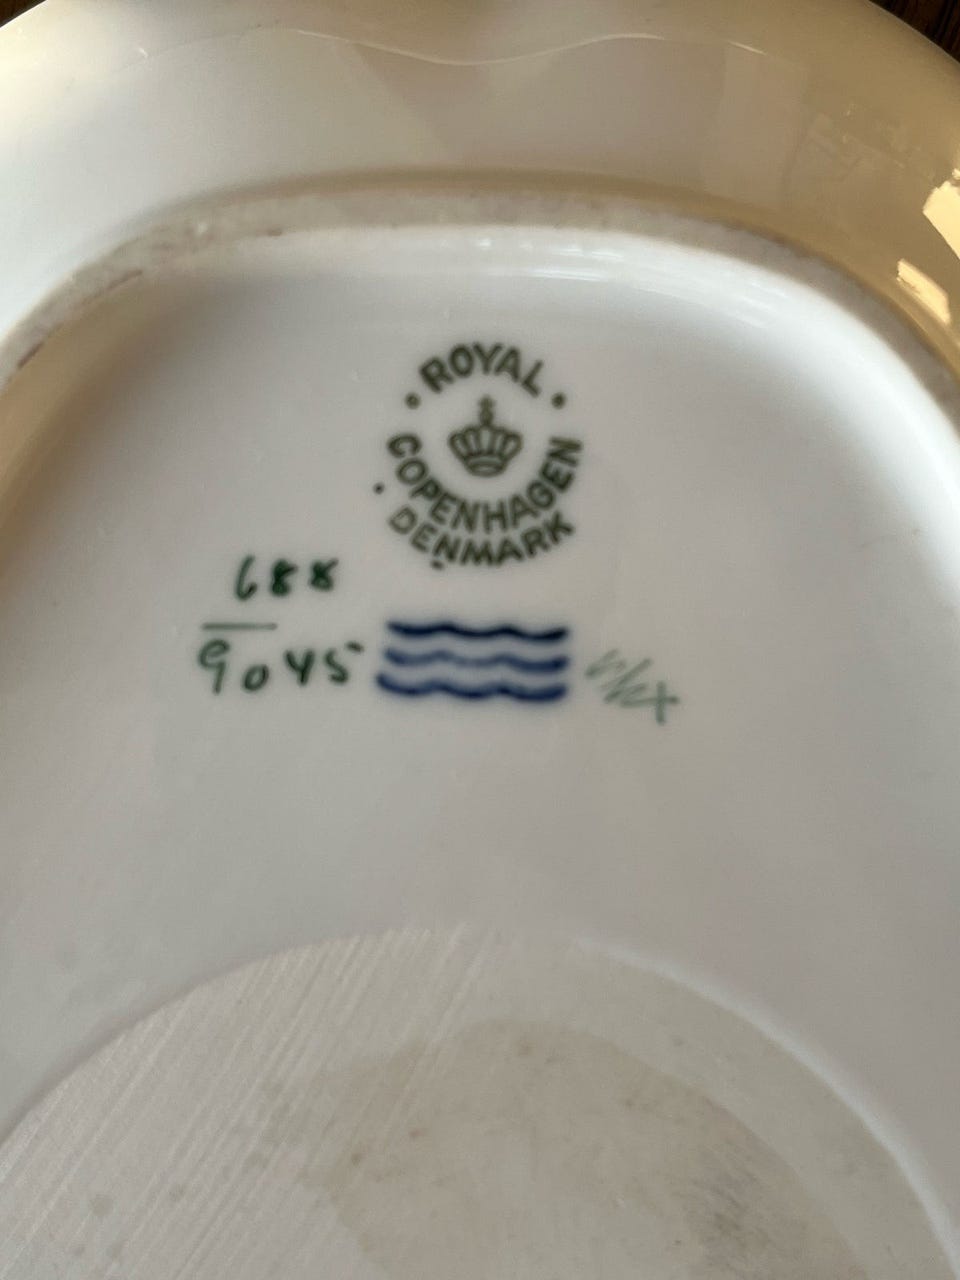 ROYAL
COPENHAGEN
DENMARK
688
9045